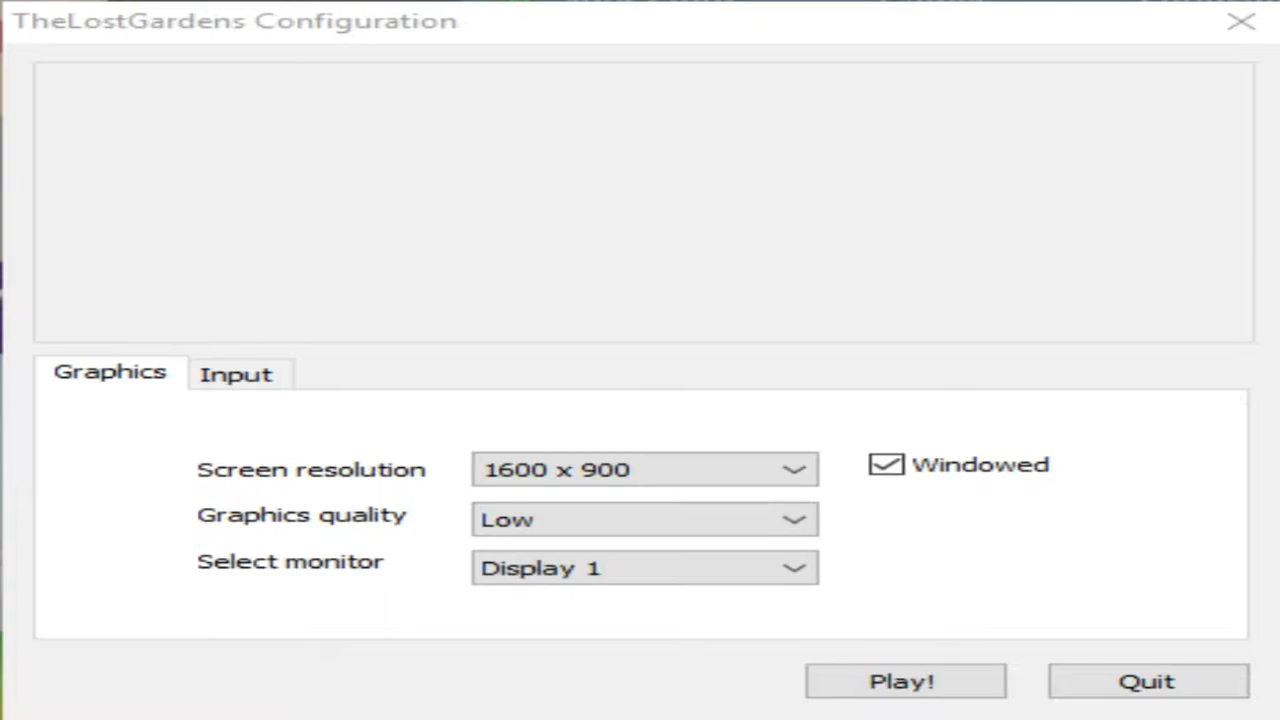 TheLostGardens Configuration
Graphics
Input
Screen resolution
1600 x 900
Windowed
Graphics quality
Low
Select monitor
Display 1
Play!
Quit